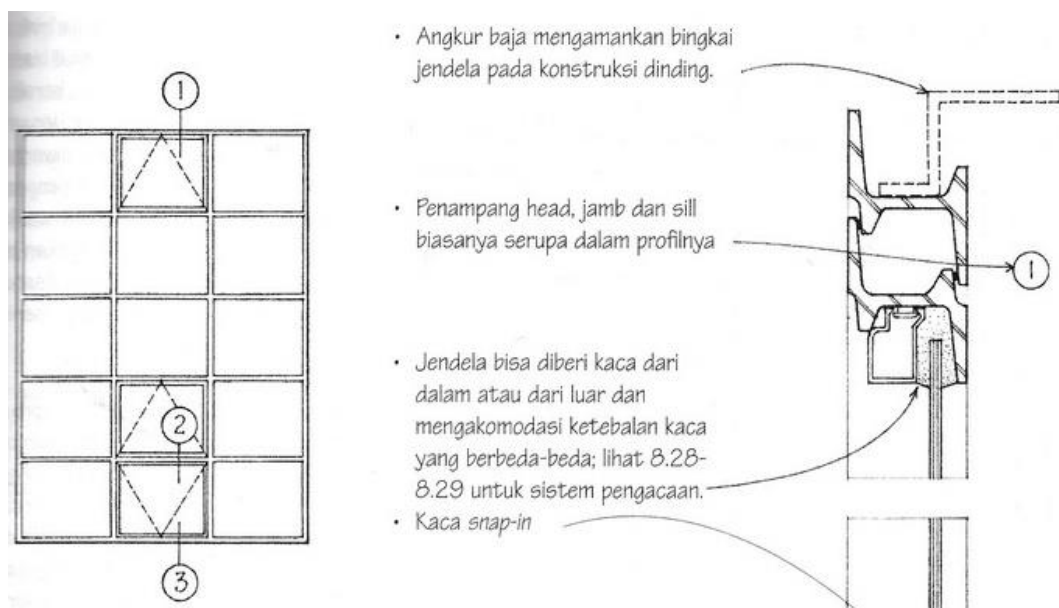 1
2
3
• Angkur baja mengamankan bingkai
jendela pada konstruksi dinding.
• Penampang head, jamb dan sill
biasanya serupa dalam profilnya
1
• Jendela bisa diberi kaca dari
dalam atau dari luar dan
mengakomodasi ketebalan kaca
yang berbeda-beda; lihat 8.28-
8.29 untuk sistem pengacaan.
• Kaca snap-in